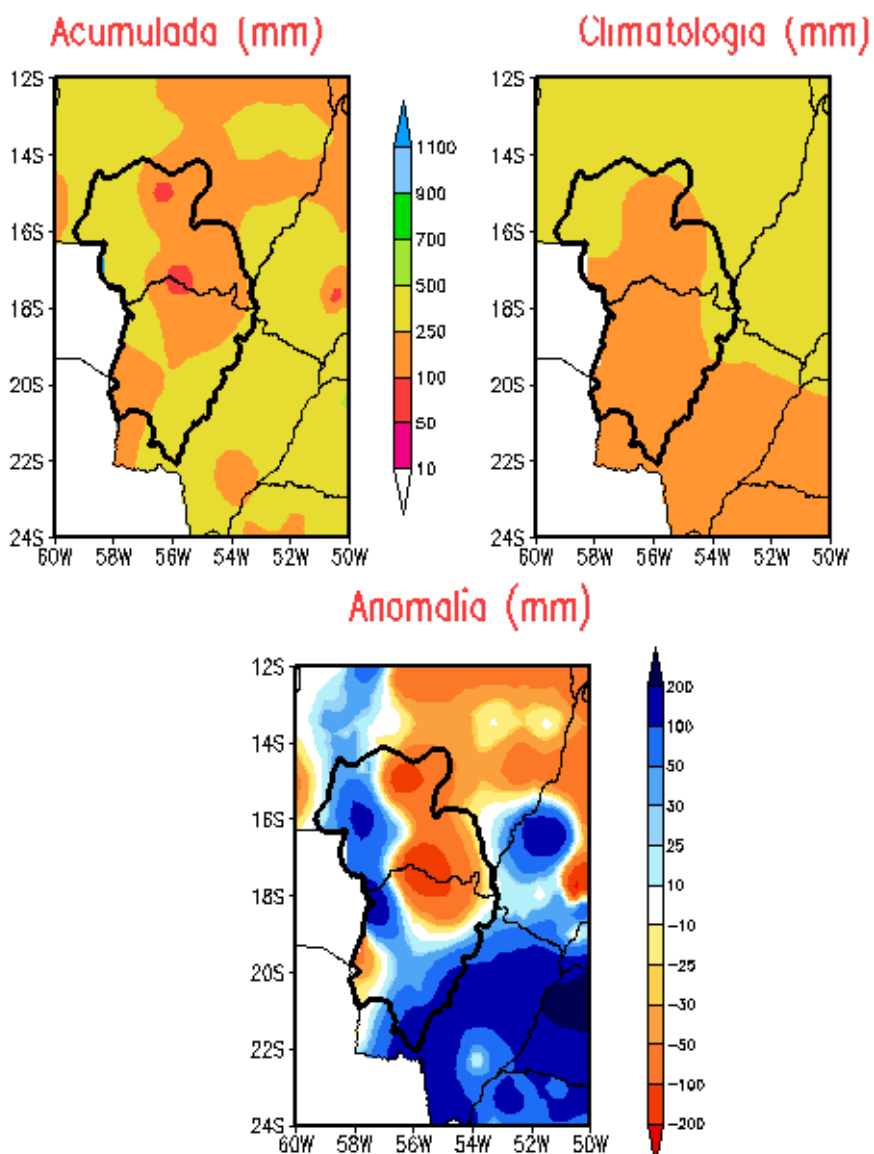 Acumulada (mm)
12S
14S
16S
18S
20S
22S
24S
60W 58W 56W 54W 52W 50W
1100
900
700
500
250
100
50
10
Climatologia (mm)
12S
14S
16S
18S
20S
22S
24S
60W 58W 56W 54W 52W 50W
Anomalia (mm)
12S
14S
16S
18S
20S
22S
24S
60W 58W 56W 54W 52W 50W
200
100
50
30
25
10
-10
-25
-30
-50
-100
-200